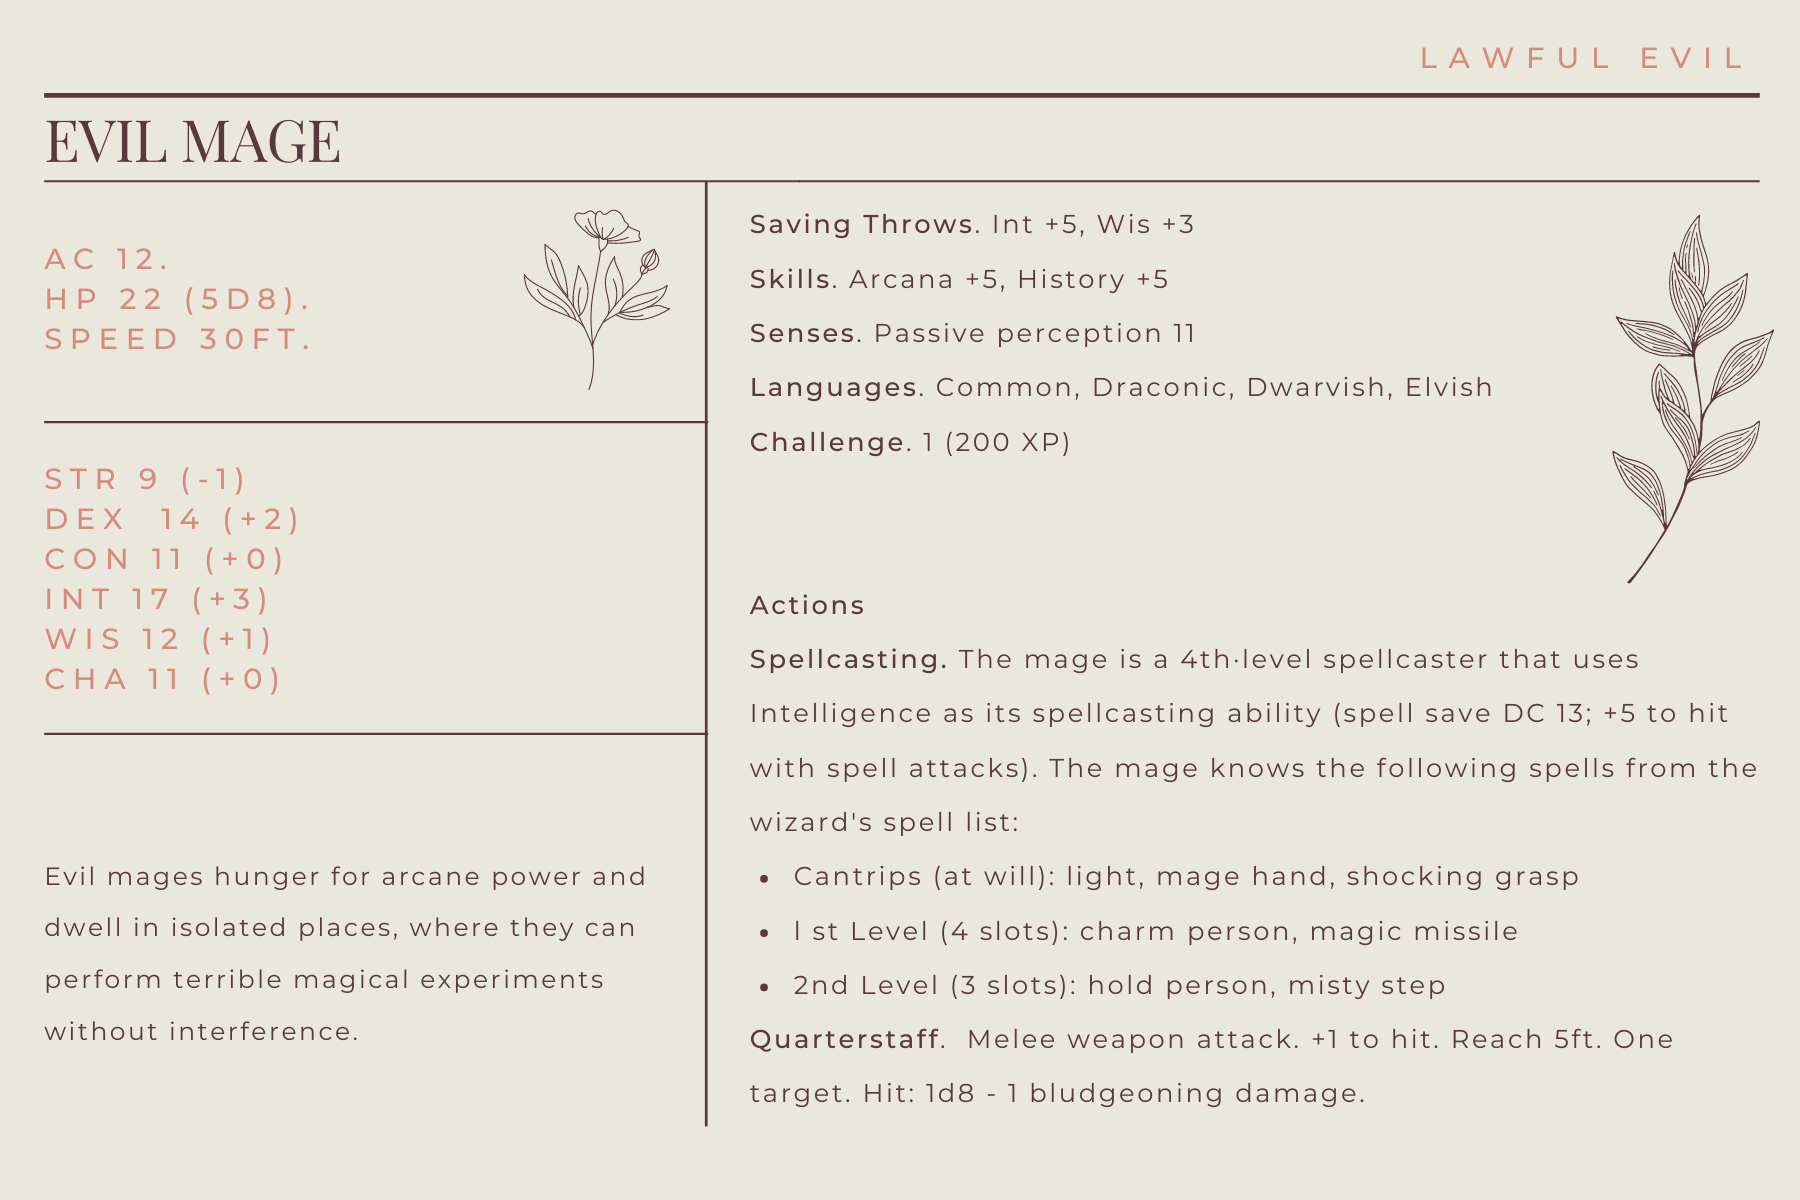 LAWFUL EVIL
EVIL MAGE
AC 12.
HP 22 (5D8).
SPEED 30FT.
STR 9 (-1)
DEX  14 (+2)
CON 11 (+0)
INT 17 (+3)
WIS 12 (+1)
CHA 11 (+0)
Evil mages hunger for arcane power and
dwell in isolated places, where they can
perform terrible magical experiments
without interference.
Saving Throws. Int +5, Wis +3
Skills. Arcana +5, History +5
Senses. Passive perception 11
Languages. Common, Draconic, Dwarvish, Elvish
Challenge. 1 (200 XP)
Actions
Spellcasting. The mage is a 4th·level spellcaster that uses
Intelligence as its spellcasting ability (spell save DC 13; +5 to hit
with spell attacks). The mage knows the following spells from the
wizard's spell list:
• Cantrips (at will): light, mage hand, shocking grasp
• l st Level (4 slots): charm person, magic missile
• 2nd Level (3 slots): hold person, misty step
Quarterstaff.  Melee weapon attack. +1 to hit. Reach 5ft. One
target. Hit: 1d8 - 1 bludgeoning damage.